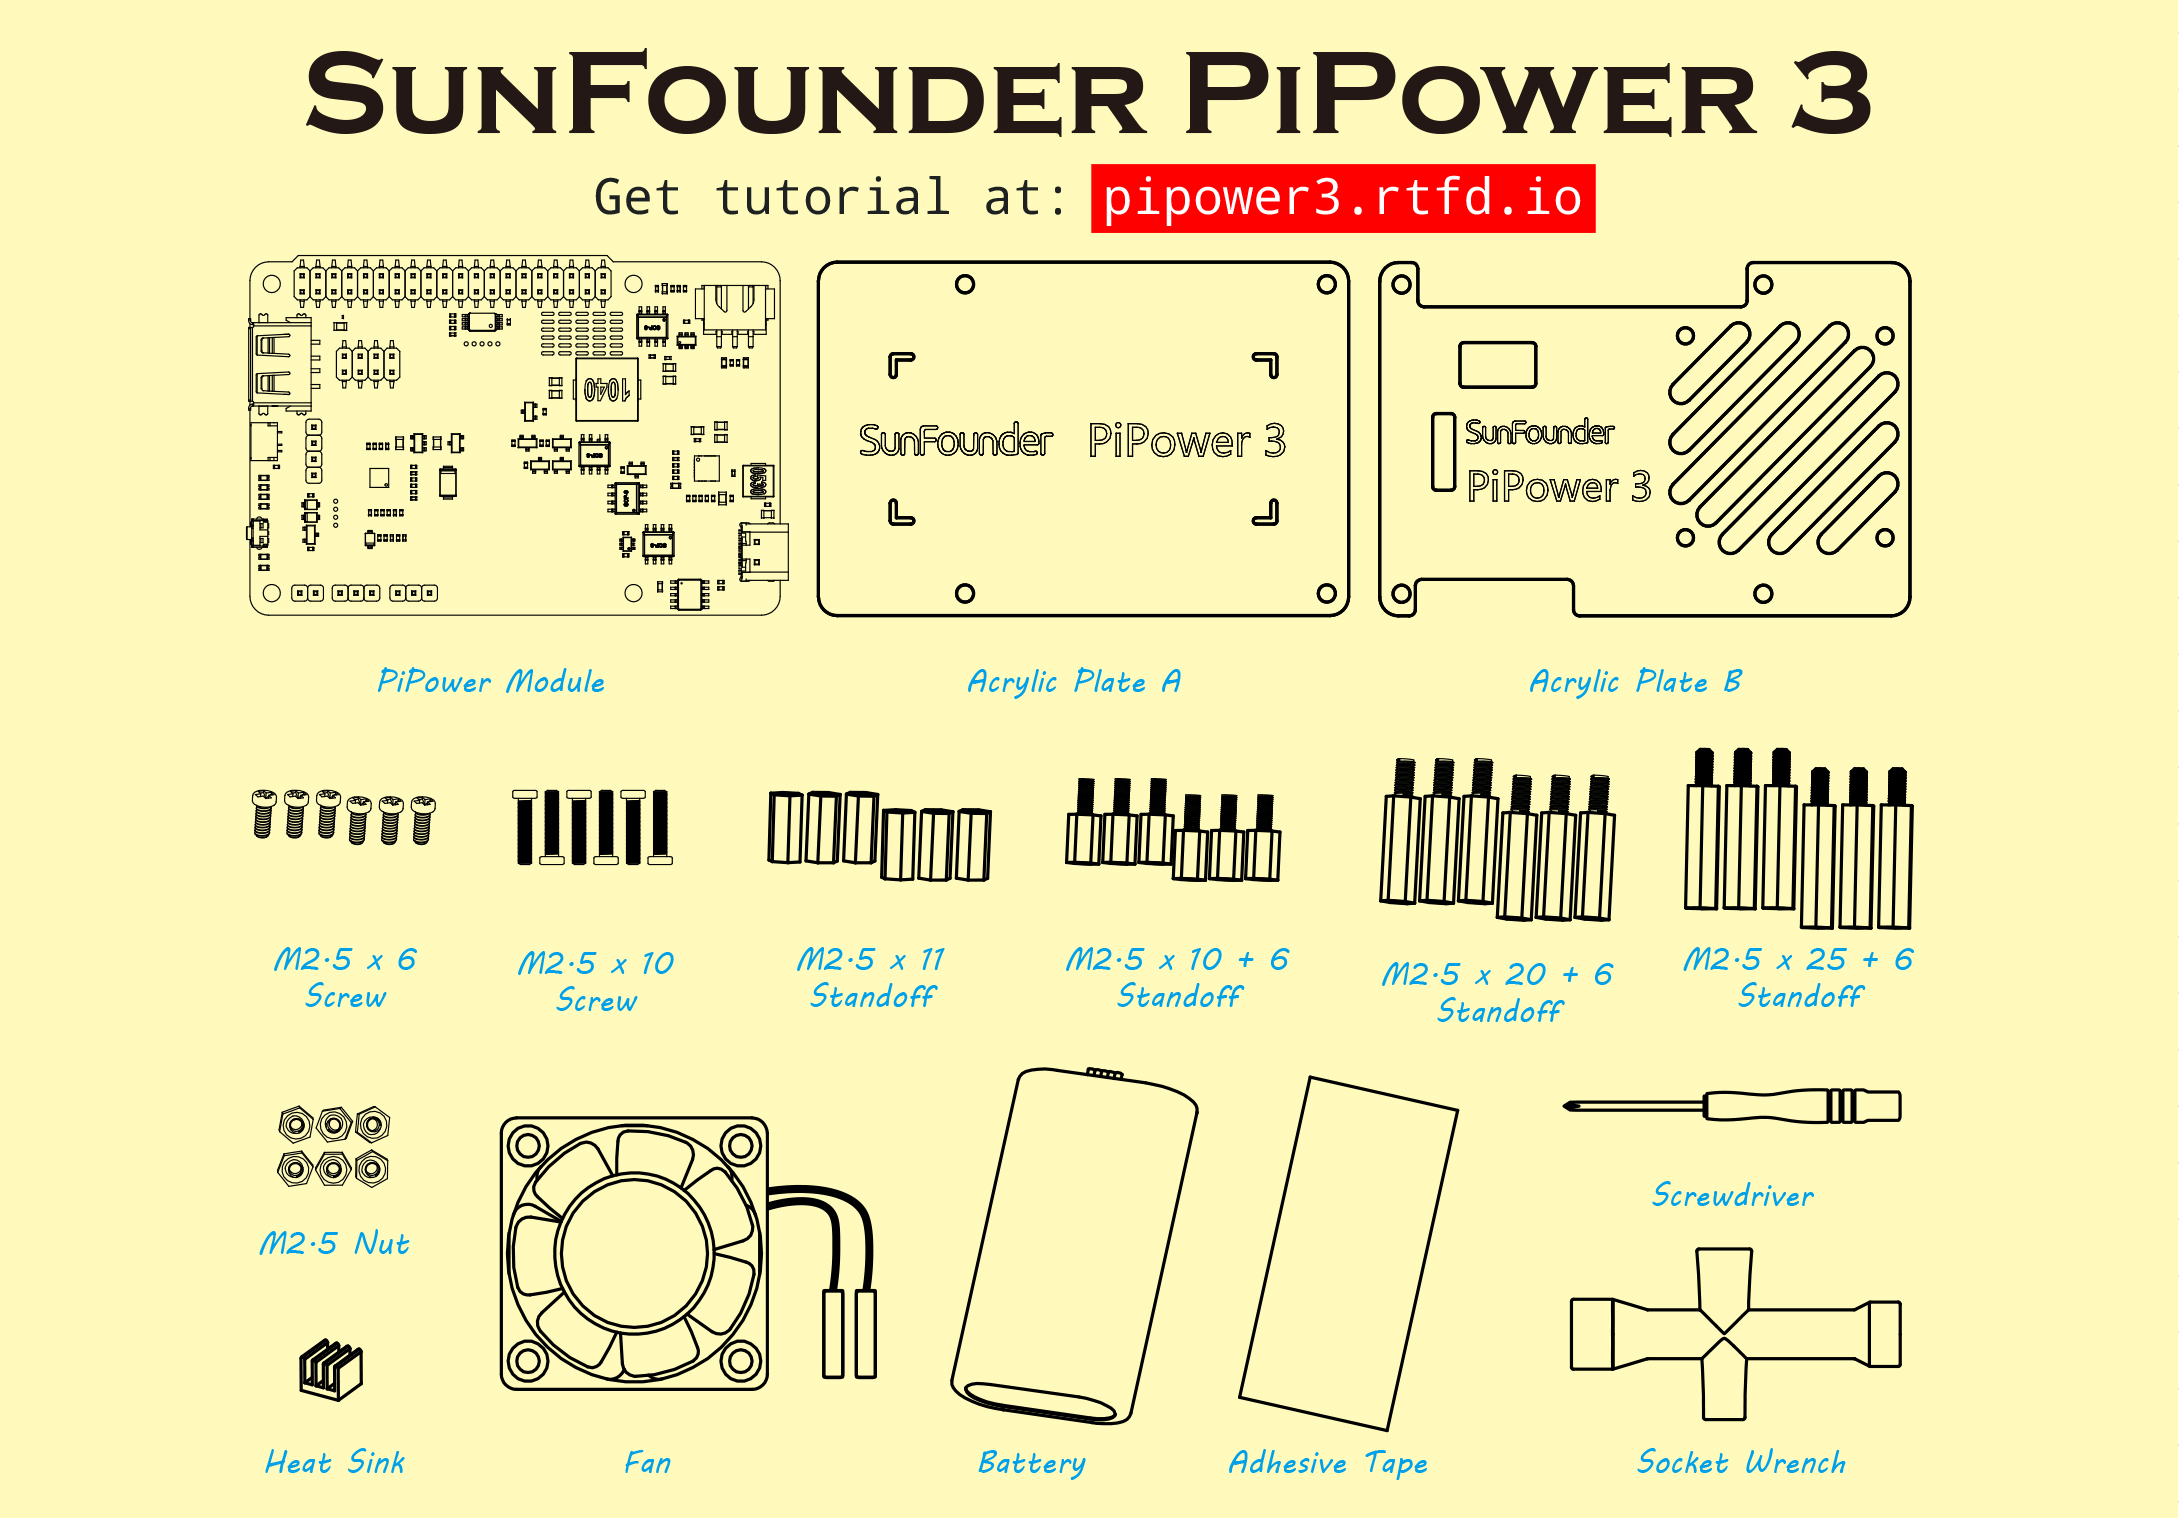 SunFounder PiPower 3
Get tutorial at: pipower3.rtfd.io
1040
SunFounder PiPower 3
SunFounder
PiPower 3
PiPower Module
Acrylic Plate A
Acrylic Plate B
M2.5 x 6
Screw
M2.5 x 10
Screw
M2.5 x 11
Standoff
M2.5 x 10 + 6
Standoff
M2.5 x 20 + 6
Standoff
M2.5 x 25 + 6
Standoff
M2.5 Nut
Screwdriver
Heat Sink
Fan
Battery
Adhesive Tape
Socket Wrench